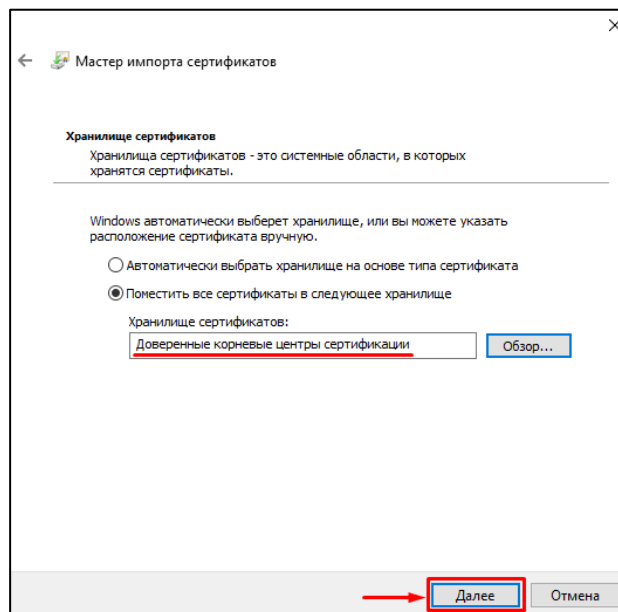 Мастер импорта сертификатов
Хранилище сертификатов
Хранилища сертификатов - это системные области, в которых
хранятся сертификаты.
Windows автоматически выберет хранилище, или вы можете указать
расположение сертификата вручную.
Автоматически выбрать хранилище на основе типа сертификата
Поместить все сертификаты в следующее хранилище
Хранилище сертификатов:
Доверенные корневые центры сертификации
Обзор...
Далее
Отмена